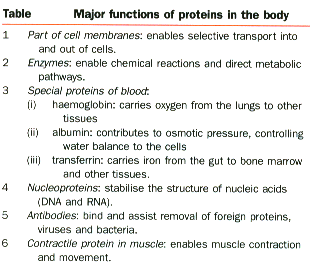 Table Major functions of proteins in the body
1 Part of cell membranes: enables selective transport into
and out of cells.
2 Enzymes: enable chemical reactions and direct metabolic
pathways.
3 Special proteins of blood:
(i) haemoglobin: carries oxygen from the lungs to other
tissues
(ii) albumin: contributes to osmotic pressure, controlling
water balance to the cells
(iii) transferrin: carries iron from the gut to bone marrow
and other tissues.
4 Nucleoproteins: stabilise the structure of nucleic acids
(DNA and RNA).
5 Antibodies: bind and assist removal of foreign proteins,
viruses and bacteria.
6 Contractile protein in muscle: enables muscle contraction
and movement.